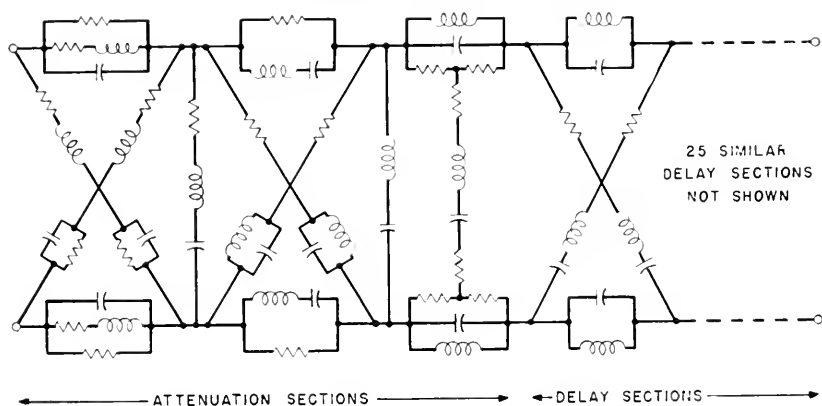 25 SIMILAR
DELAY SECTIONS
NOT SHOWN
ATTENUATION SECTIONS
DELAY SECTIONS